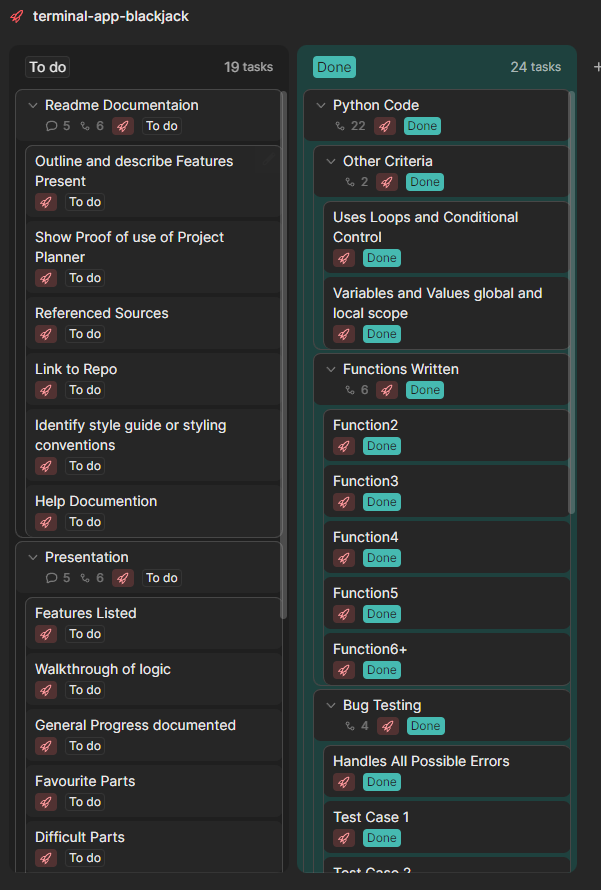 terminal-app-blackjack
To do
19 tasks
Readme Documentaion
5 6 To do
Outline and describe Features
Present
To do
Show Proof of use of Project
Planner
To do
Referenced Sources
To do
Link to Repo
To do
Identify style guide or styling
conventions
To do
Help Documention
To do
Presentation
5 6 To do
Features Listed
To do
Walkthrough of logic
To do
General Progress documented
To do
Favourite Parts
To do
Difficult Parts
To do
Done
24 tasks
Python Code
22 Done
Other Criteria
2 Done
Uses Loops and Conditional
Control
Done
Variables and Values global and
local scope
Done
Functions Written
6 Done
Function2
Done
Function3
Done
Function4
Done
Function5
Done
Function6+
Done
Bug Testing
4 Done
Handles All Possible Errors
Done
Test Case 1
Done
Test Case 2